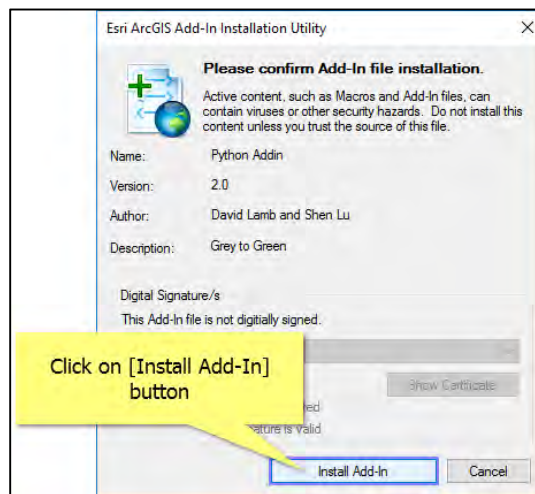 Esri ArcGIS Add-In Installation Utility
Please confirm Add-In file installation.
Active content, such as Macros and Add-In files, can
contain viruses or other security hazards. Do not install this
content unless you trust the source of this file.
Name: Python Addin
Version: 2.0
Author: David Lamb and Shen Lu
Description: Grey to Green
Digital Signature/s
This Add-In file is not digitially signed.
Click on [Install Add-In]
button
Show Certificate
is Valid
Install Add-In Cancel